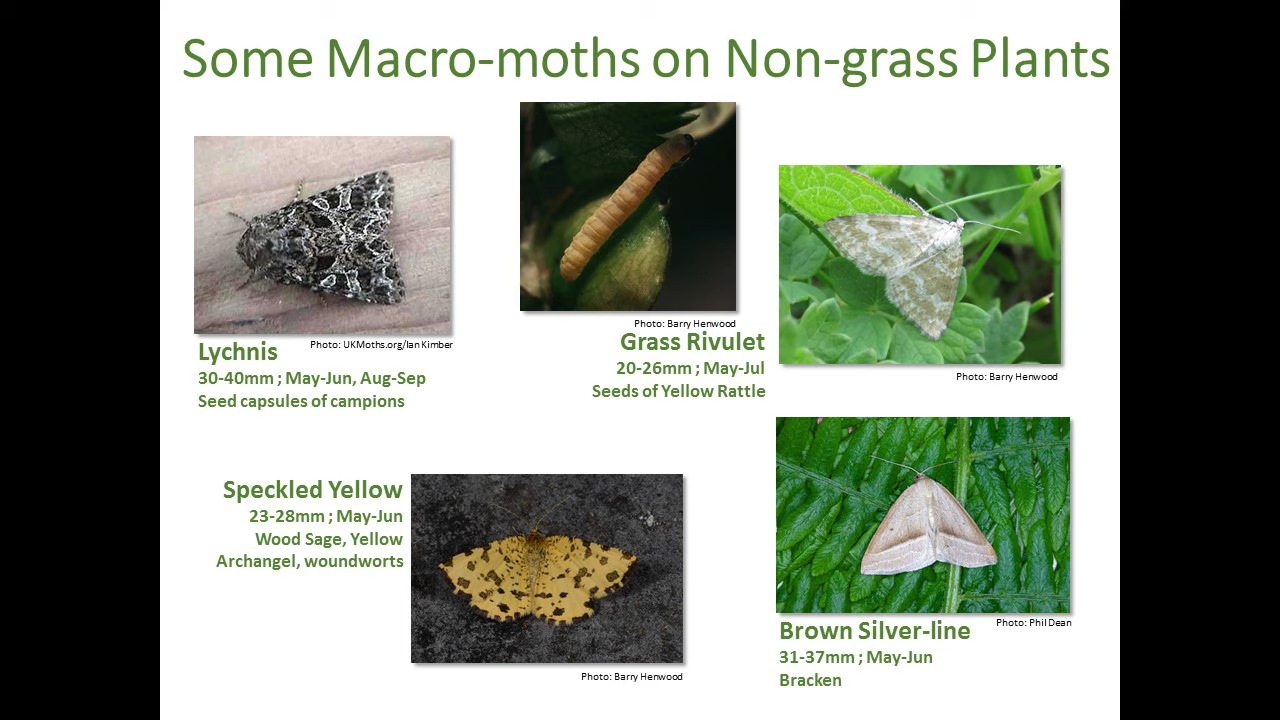 Some Macro-moths on Non-grass Plants
Photo: UKMoths.org/Ian Kimber
Lychnis
30-40mm ; May-Jun, Aug-Sep
Seed capsules of campions
Photo: Barry Henwood
Grass Rivulet
20-26mm ; May-Jul
Seeds of Yellow Rattle
Photo: Barry Henwood
Speckled Yellow
23-28mm ; May-Jun
Wood Sage, Yellow
Archangel, woundworts
Photo: Barry Henwood
Photo: Phil Dean
Brown Silver-line
31-37mm ; May-Jun
Bracken